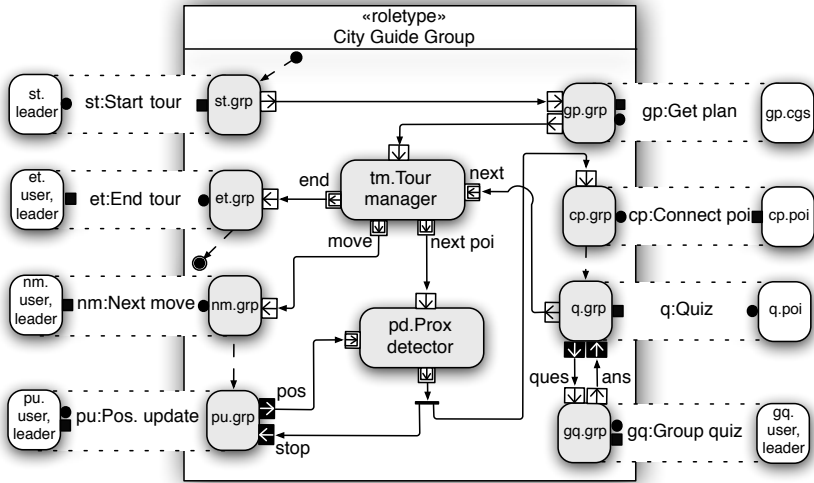 «roletype»
City Guide Group
st.
leader
st:Start tour
st.grp
gp.grp
gp:Get plan
gp.cgs
et.
user,
leader
et:End tour
et.grp
end
tm.Tour
manager
next
cp.grp
cp:Connect poi
cp.poi
move
next poi
nm.
user,
leader
nm:Next move
nm.grp
pd.Prox
detector
q.grp
q:Quiz
q.poi
pu.
user,
leader
pu:Pos. update
pu.grp
pos
stop
ques
ans
gq.grp
gq:Group quiz
gq.
user,
leader